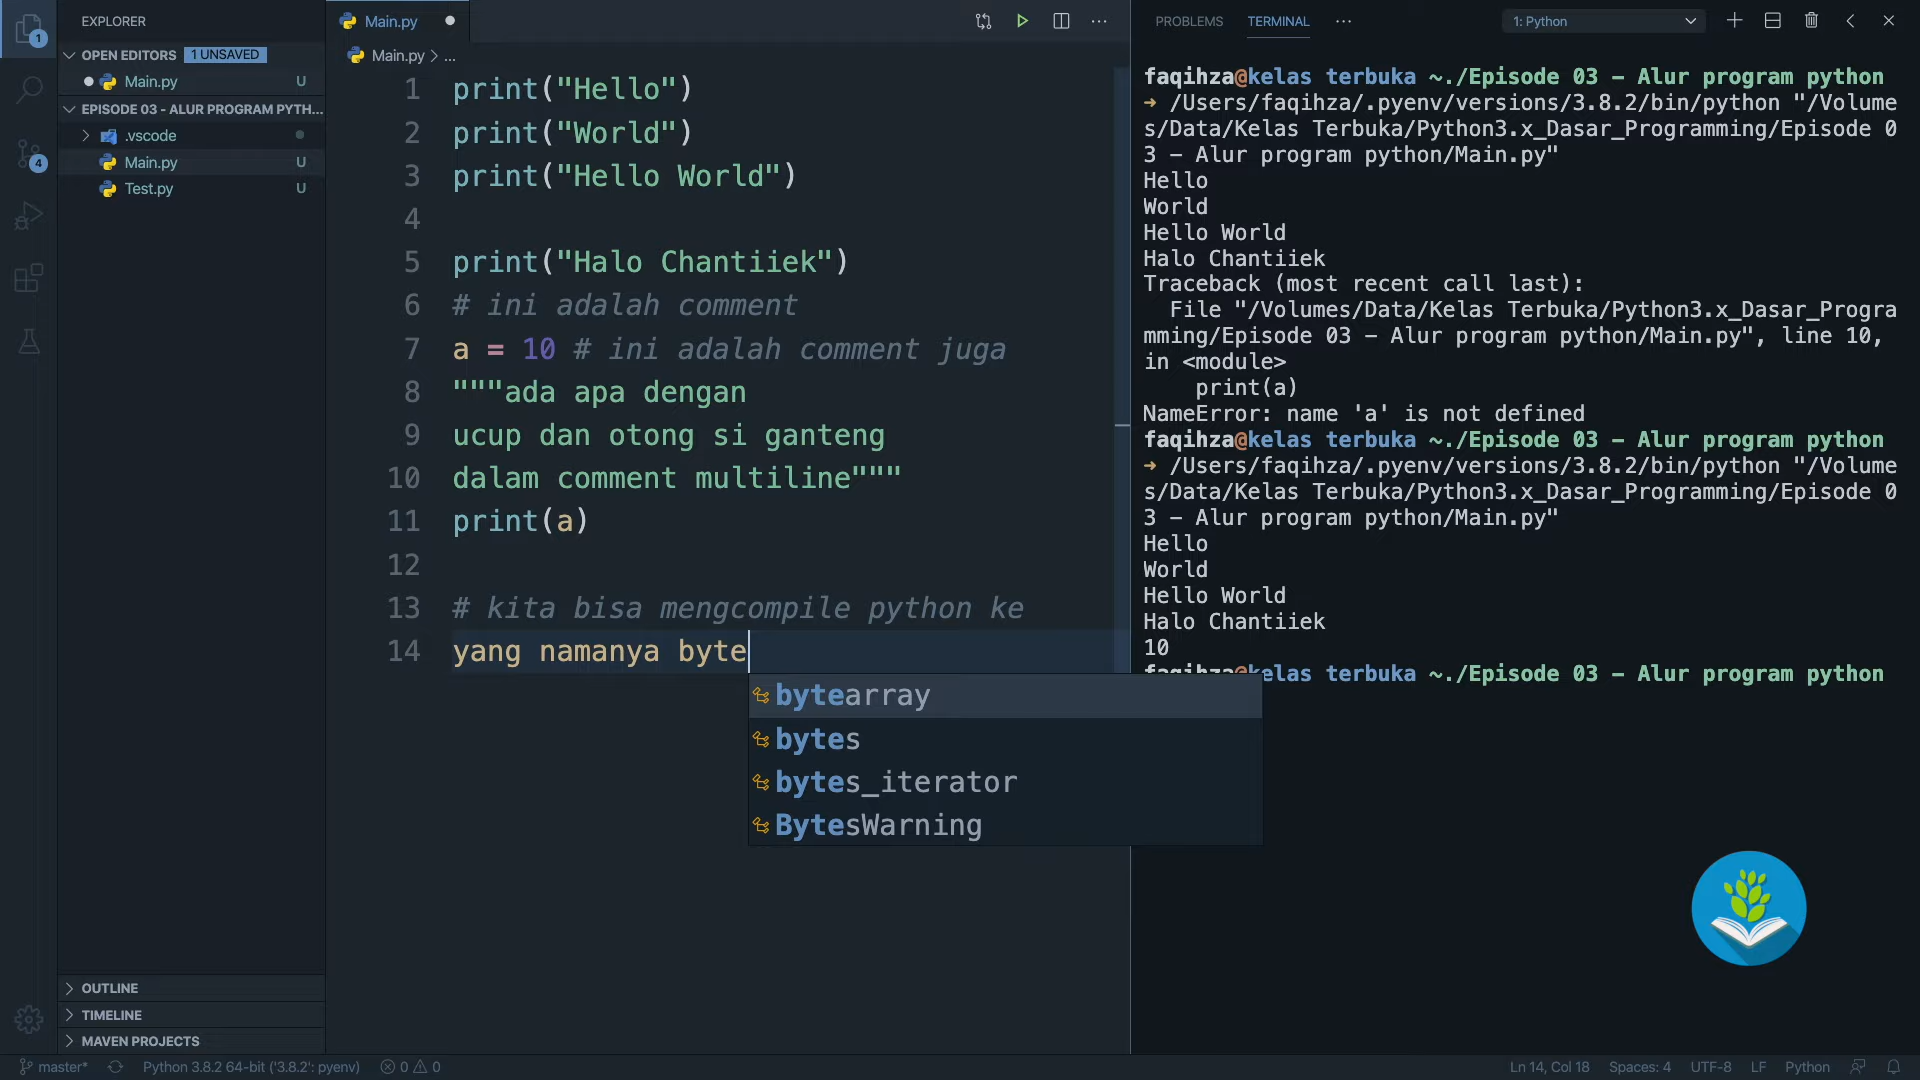 EXPLORER
OPEN EDITORS 1 UNSAVED
Main.py U
EPISODE 03 - ALUR PROGRAM PYTH...
.vscode
Main.py U
Test.py U
OUTLINE
TIMELINE
MAVEN PROJECTS
1
4
Main.py
Main.py > ...
1 print("Hello")
2 print("World")
3 print("Hello World")
4
5 print("Halo Chantiiek")
6 # ini adalah comment
7 a = 10 # ini adalah comment juga
8 """ada apa dengan
9 ucup dan otong si ganteng
10 dalam comment multiline"""
11 print(a)
12
13 # kita bisa mengcompile python ke
14 yang namanya byte
bytearray
bytes
bytes_iterator
BytesWarning
PROBLEMS TERMINAL ... 1: Python
faqihza@kelas terbuka ~./Episode 03 – Alur program python
➜ /Users/faqihza/.pyenv/versions/3.8.2/bin/python "/Volume
s/Data/Kelas Terbuka/Python3.x_Dasar_Programming/Episode 0
3 – Alur program python/Main.py"
Hello
World
Hello World
Halo Chantiiek
Traceback (most recent call last):
File "/Volumes/Data/Kelas Terbuka/Python3.x_Dasar_Progra
mming/Episode 03 – Alur program python/Main.py", line 10,
in <module>
print(a)
NameError: name 'a' is not defined
faqihza@kelas terbuka ~./Episode 03 – Alur program python
➜ /Users/faqihza/.pyenv/versions/3.8.2/bin/python "/Volume
s/Data/Kelas Terbuka/Python3.x_Dasar_Programming/Episode 0
3 – Alur program python/Main.py"
Hello
World
Hello World
Halo Chantiiek
10
faqihza@kelas terbuka ~./Episode 03 – Alur program python
master* Python 3.8.2 64-bit ('3.8.2': pyenv) 0 0 Ln 14, Col 18 Spaces: 4 UTF-8 LF Python